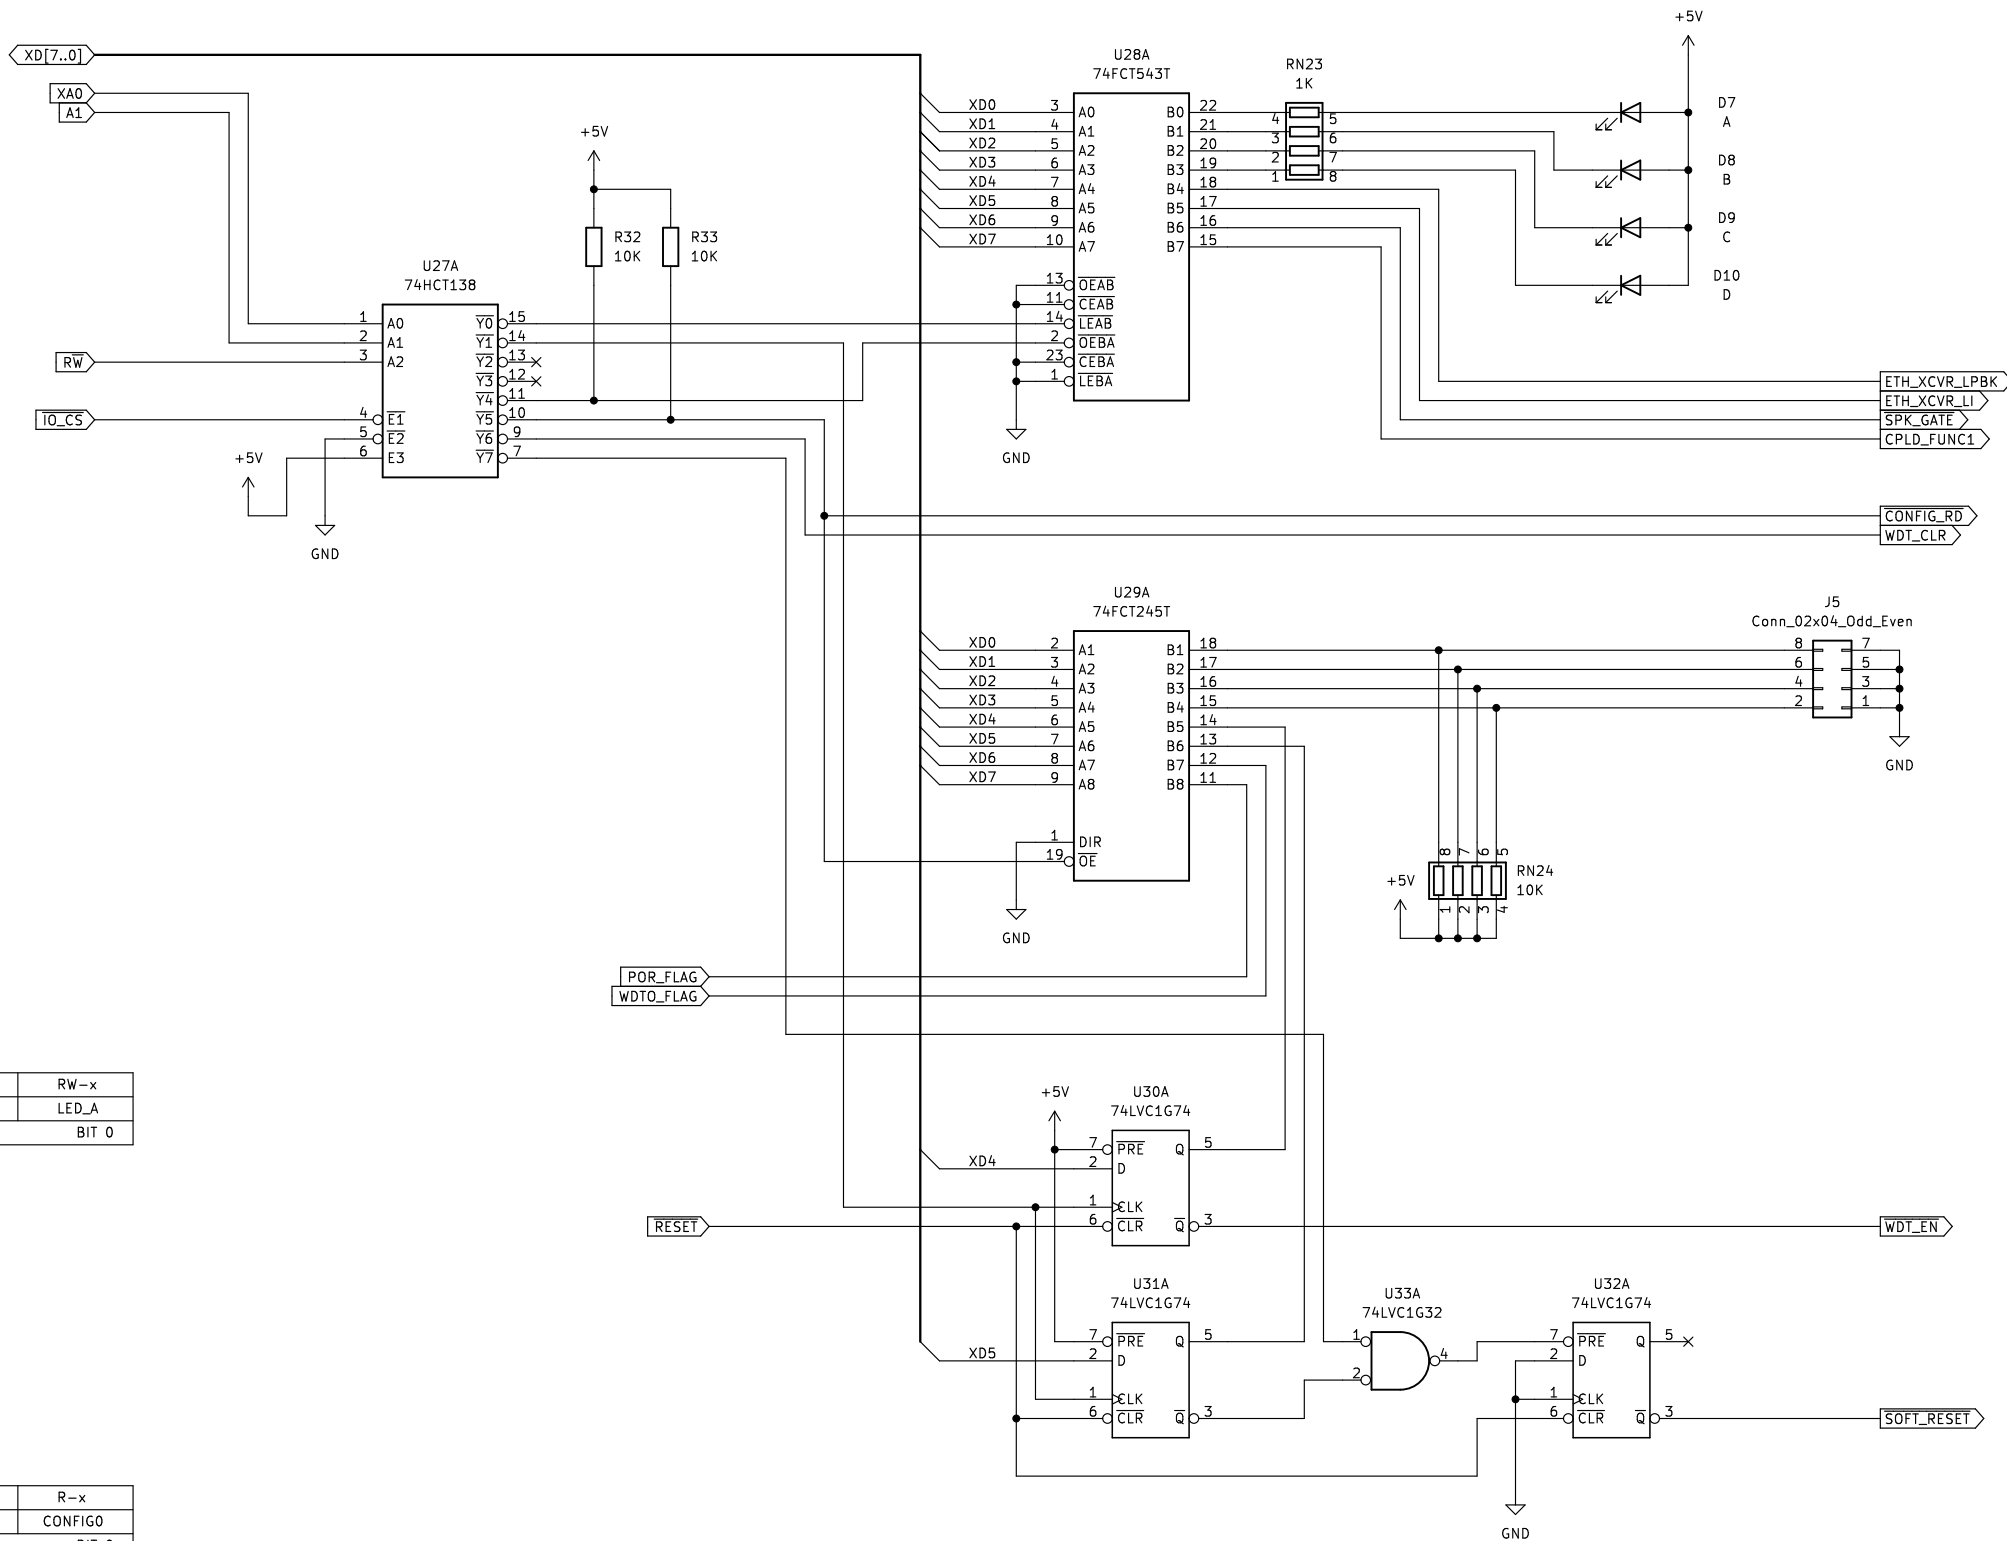 XD[7..0]
XA0
A1
RW
IO_CS
+5V
GND
U27A
74HCT138
1 A0
2 A1
3 A2
4 E1
5 E2
6 E3
Y0 15
Y1 14
Y2 13
Y3 12
Y4 11
Y5 10
Y6 9
Y7 7
+5V
R32
10K
R33
10K
U28A
74FCT543T
XD0 3 A0
XD1 4 A1
XD2 5 A2
XD3 6 A3
XD4 7 A4
XD5 8 A5
XD6 9 A6
XD7 10 A7
13 OEAB
11 CEAB
14 LEAB
2 OEBA
23 CEBA
1 LEBA
B0 22
B1 21
B2 20
B3 19
B4 18
B5 17
B6 16
B7 15
GND
RN23
1K
4 5
3 6
2 7
1 8
+5V
D7
A
D8
B
D9
C
D10
D
ETH_XCVR_LPBK
ETH_XCVR_LI
SPK_GATE
CPLD_FUNC1
CONFIG_RD
WDT_CLR
U29A
74FCT245T
XD0 2 A1
XD1 3 A2
XD2 4 A3
XD3 5 A4
XD4 6 A5
XD5 7 A6
XD6 8 A7
XD7 9 A8
1 DIR
19 OE
B1 18
B2 17
B3 16
B4 15
B5 14
B6 13
B7 12
B8 11
GND
J5
Conn_02x04_Odd_Even
8 7
6 5
4 3
2 1
GND
8 7 6 5
RN24
10K
+5V
1 2 3 4
POR_FLAG
WDTO_FLAG
RW-x
LED_A
BIT 0
+5V
U30A
74LVC1G74
7 PRE
XD4 2 D
1 CLK
6 CLR
Q 5
Q 3
RESET
WDT_EN
U31A
74LVC1G74
7 PRE
XD5 2 D
1 CLK
6 CLR
Q 5
Q 3
U33A
74LVC1G32
1
2
4
U32A
74LVC1G74
7 PRE
2 D
1 CLK
6 CLR
Q 5
Q 3
SOFT_RESET
GND
R-x
CONFIG0